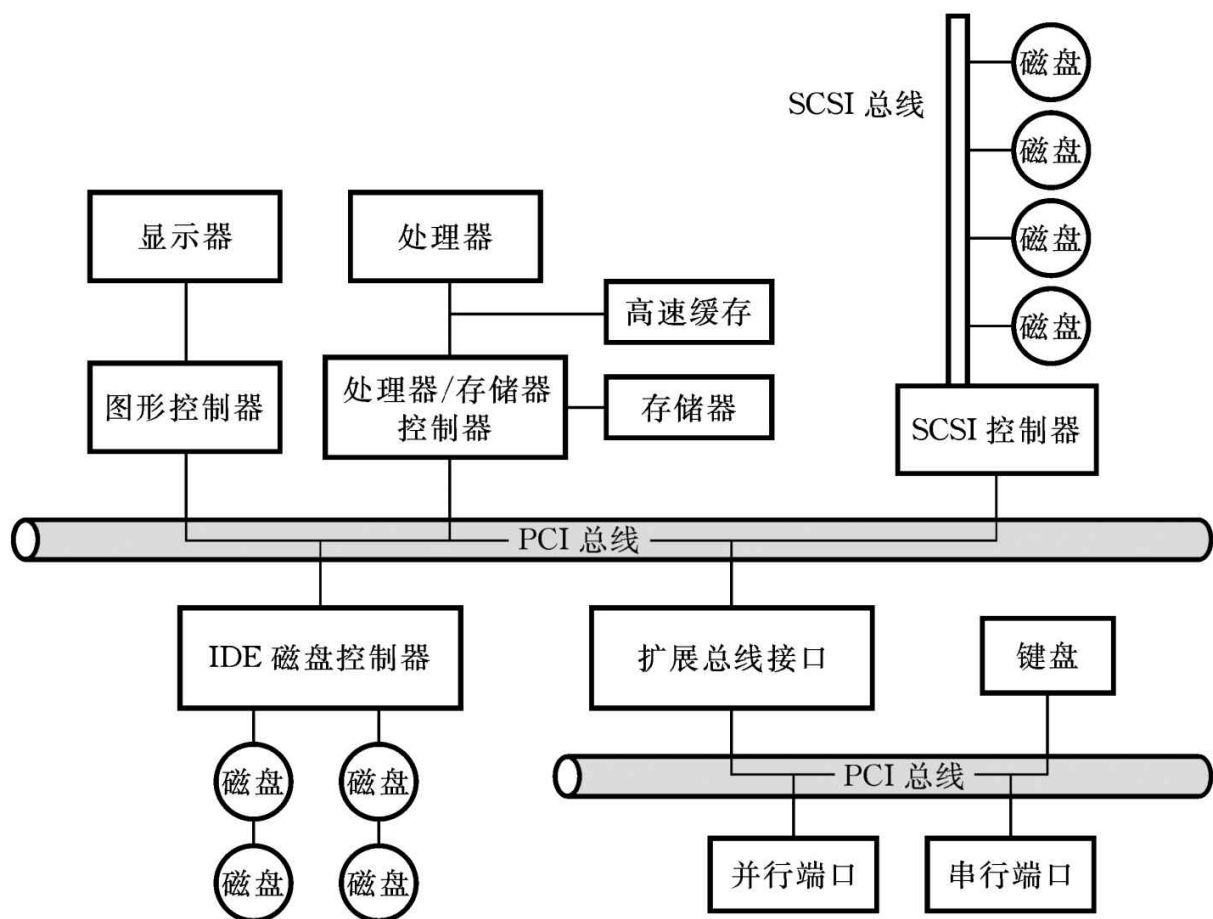 磁盘
SCSI 总线
磁盘
磁盘
磁盘
显示器
处理器
高速缓存
图形控制器
处理器/存储器
控制器
存储器
SCSI 控制器
PCI 总线
IDE 磁盘控制器
扩展总线接口
键盘
磁盘
磁盘
PCI 总线
磁盘
磁盘
并行端口
串行端口